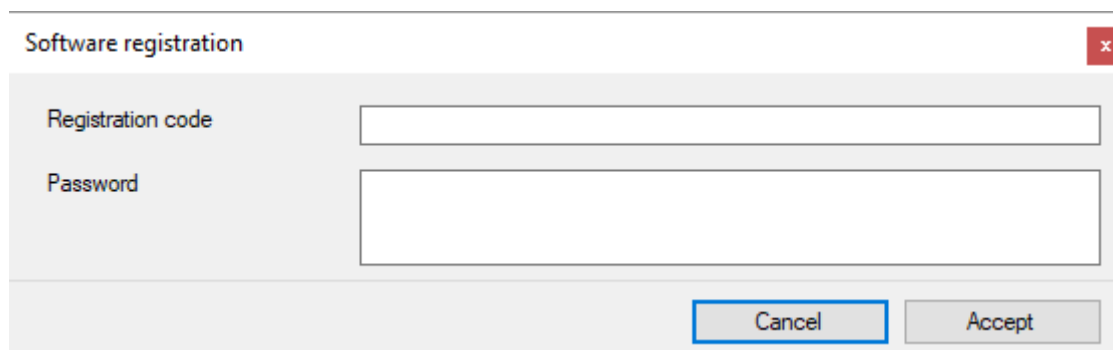 Software registration
x
Registration code
Password
Cancel
Accept